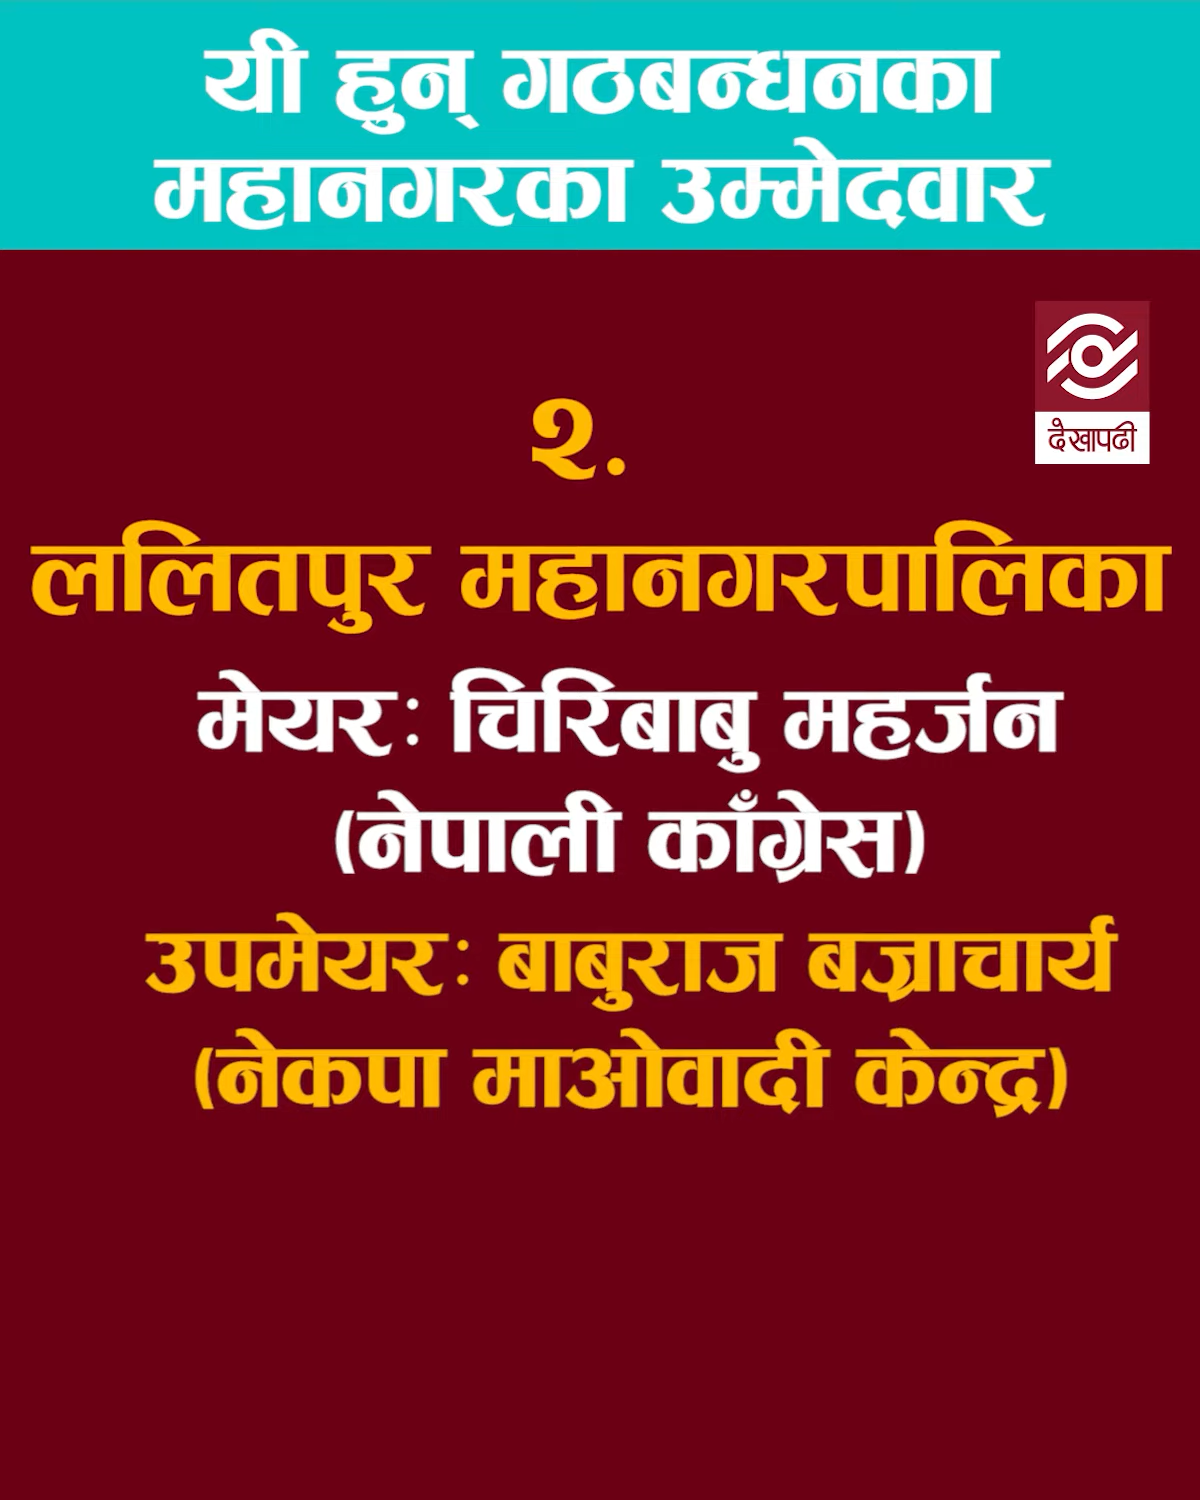 यी हुन् गठबन्धनका
महानगरका उम्मेदवार
देखापढी
२.
ललितपुर महानगरपालिका
मेयरः चिरिबाबु महर्जन
(नेपाली काँग्रेस)
उपमेयरः बाबुराज बज्राचार्य
(नेकपा माओवादी केन्द्र)